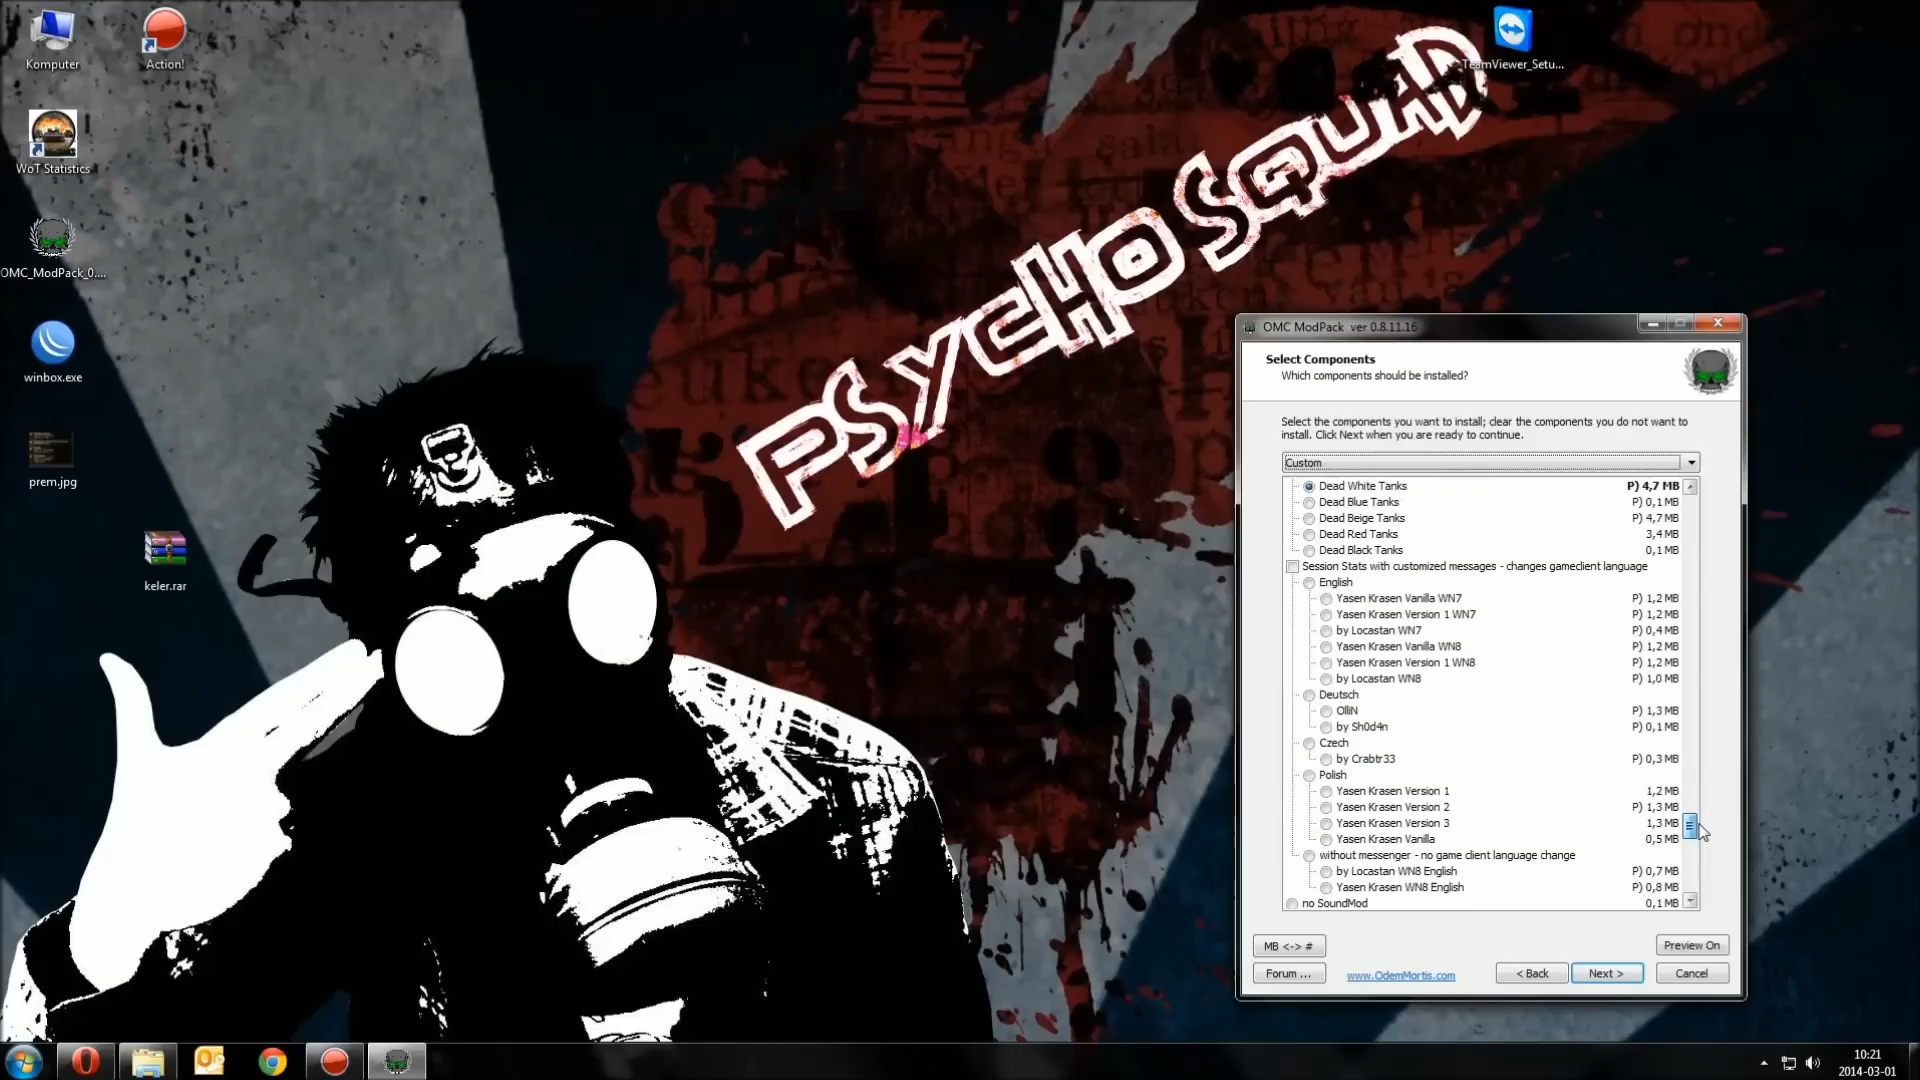 Komputer
Action!
TeamViewer_Setu...
WoT Statistics
OMC_ModPack_0....
winbox.exe
prem.jpg
keler.rar
PSYCHO SQUAD
OMC ModPack ver 0.8.11.16
Select Components
Which components should be installed?
Select the components you want to install; clear the components you do not want to
install. Click Next when you are ready to continue.
Custom
Dead White Tanks P) 4,7 MB
Dead Blue Tanks P) 0,1 MB
Dead Beige Tanks P) 4,7 MB
Dead Red Tanks 3,4 MB
Dead Black Tanks 0,1 MB
Session Stats with customized messages - changes gameclient language
English
Yasen Krasen Vanilla WN7 P) 1,2 MB
Yasen Krasen Version 1 WN7 P) 1,2 MB
by Locastan WN7 P) 0,4 MB
Yasen Krasen Vanilla WN8 P) 1,2 MB
Yasen Krasen Version 1 WN8 P) 1,2 MB
by Locastan WN8 P) 1,0 MB
Deutsch
OlliN P) 1,3 MB
by Sh0d4n P) 0,1 MB
Czech
by Crabtr33 P) 0,3 MB
Polish
Yasen Krasen Version 1 1,2 MB
Yasen Krasen Version 2 P) 1,3 MB
Yasen Krasen Version 3 1,3 MB
Yasen Krasen Vanilla 0,5 MB
without messenger - no game client language change
by Locastan WN8 English P) 0,7 MB
Yasen Krasen WN8 English P) 0,8 MB
no SoundMod 0,1 MB
MB <-> # Preview On
Forum ... www.OdemMortis.com < Back Next > Cancel
10:21
2014-03-01